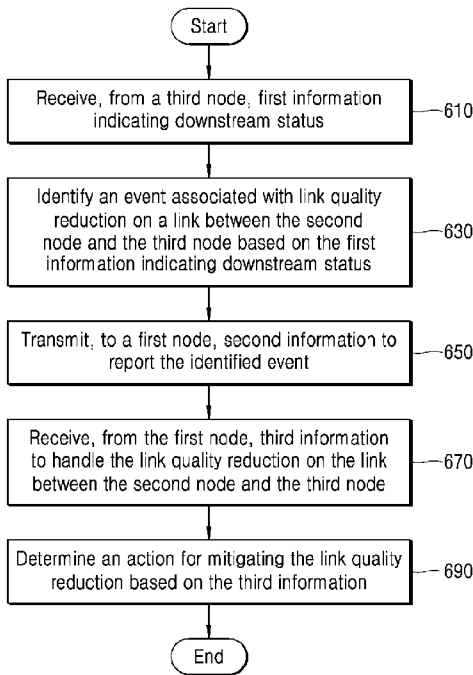 Start
Receive, from a third node, first information
indicating downstream status
610
Identify an event associated with link quality
reduction on a link between the second
node and the third node based on the first
information indicating downstream status
630
Transmit, to a first node, second information to
report the identified event
650
Receive, from the first node, third information
to handle the link quality reduction on the link
between the second node and the third node
670
Determine an action for mitigating the link quality
reduction based on the third information
690
End